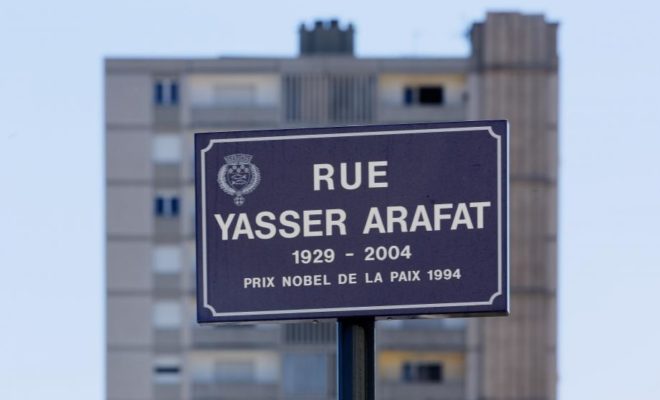 RUE
YASSER ARAFAT
1929 - 2004
PRIX NOBEL DE LA PAIX 1994